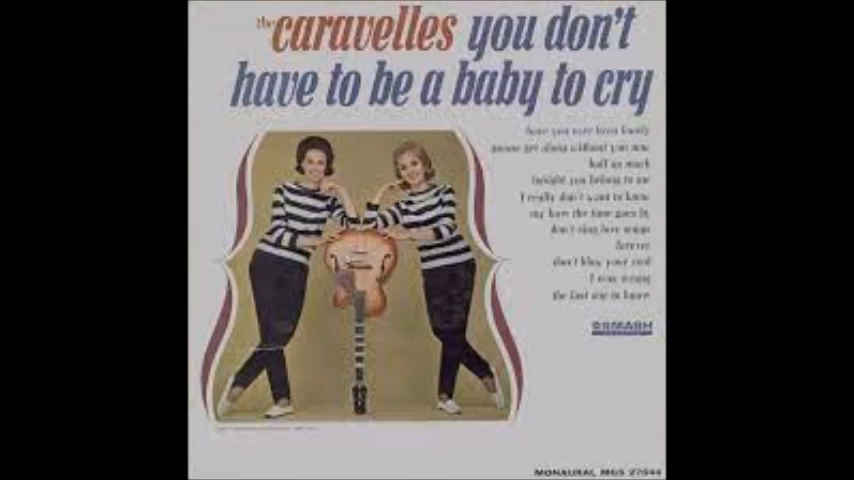 the caravelles you don't
have to be a baby to cry
have you ever been lonely
gonna get along without you now
half as much
tonight you belong to me
I really don't want to know
my how the time goes by
don't sing love songs
forever
don't blow your cool
I was wrong
the last one to know
SMASH
MONAURAL MGS 27044